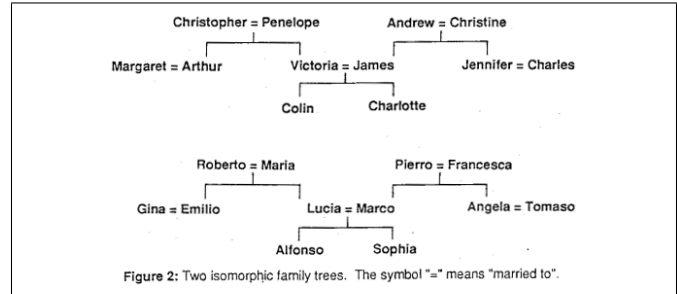 Christopher = Penelope Andrew = Christine
Margaret = Arthur Victoria = James Jennifer = Charles
Colin Charlotte
Roberto = Maria Pierro = Francesca
Gina = Emilio Lucia = Marco Angela = Tomaso
Alfonso Sophia
Figure 2: Two isomorphic family trees. The symbol "=" means "married to".